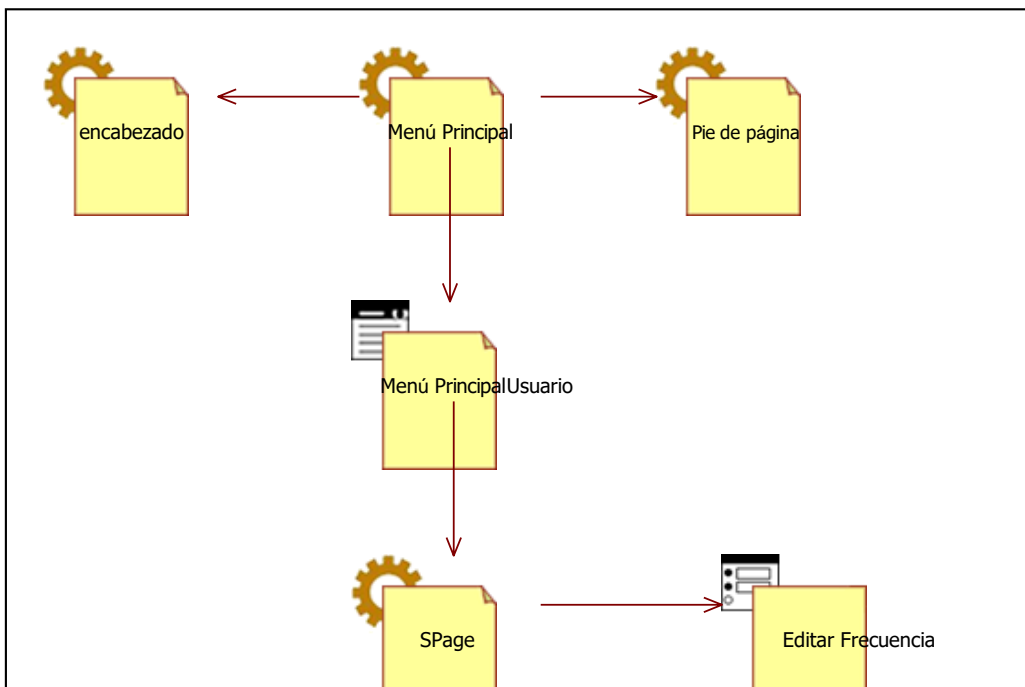 encabezado
Menú Principal
Pie de página
Menú PrincipalUsuario
SPage
Editar Frecuencia